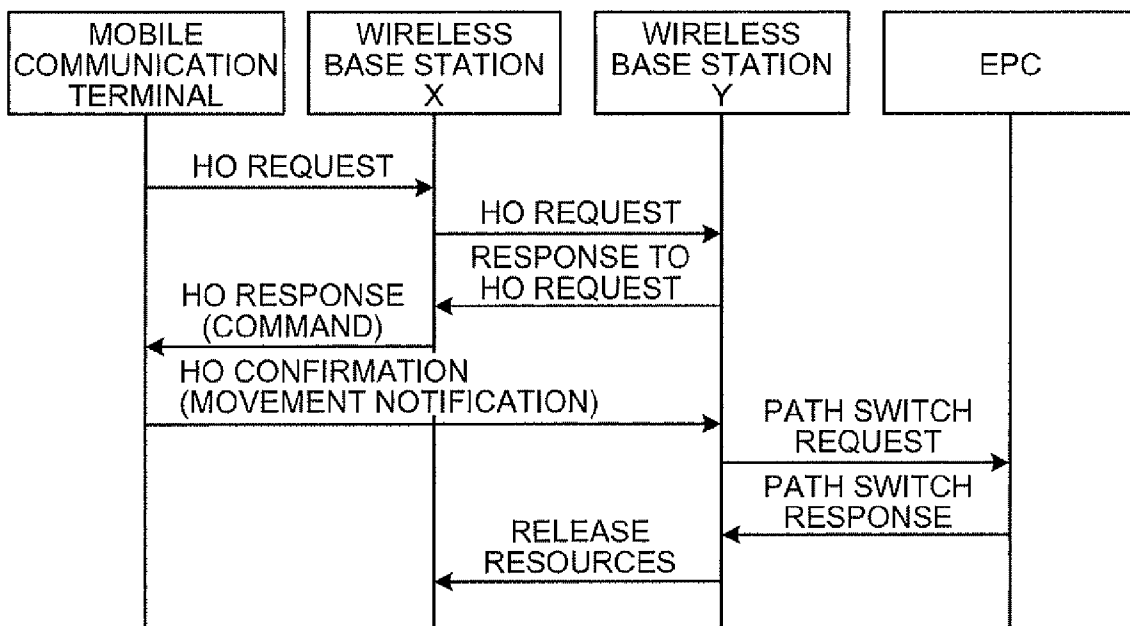 MOBILE
COMMUNICATION
TERMINAL
WIRELESS
BASE STATION
X
WIRELESS
BASE STATION
Y
EPC
HO REQUEST
HO REQUEST
RESPONSE TO
HO REQUEST
HO RESPONSE
(COMMAND)
HO CONFIRMATION
(MOVEMENT NOTIFICATION)
PATH SWITCH
REQUEST
PATH SWITCH
RESPONSE
RELEASE
RESOURCES